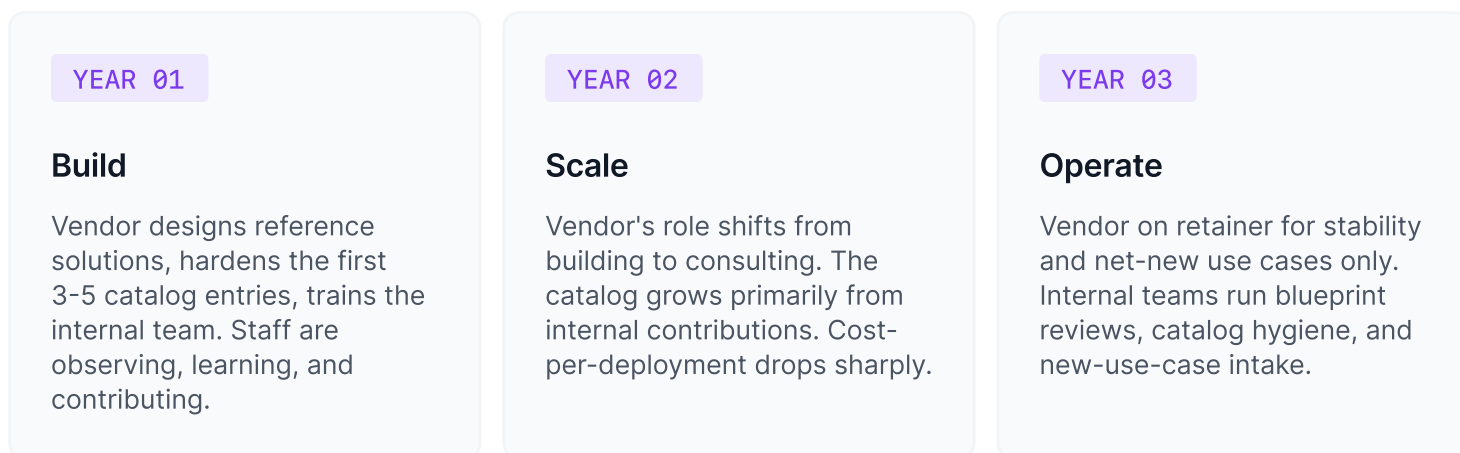 YEAR 01
Build
Vendor designs reference
solutions, hardens the first
3-5 catalog entries, trains the
internal team. Staff are
observing, learning, and
contributing.
YEAR 02
Scale
Vendor's role shifts from
building to consulting. The
catalog grows primarily from
internal contributions. Cost-
per-deployment drops sharply.
YEAR 03
Operate
Vendor on retainer for stability
and net-new use cases only.
Internal teams run blueprint
reviews, catalog hygiene, and
new-use-case intake.